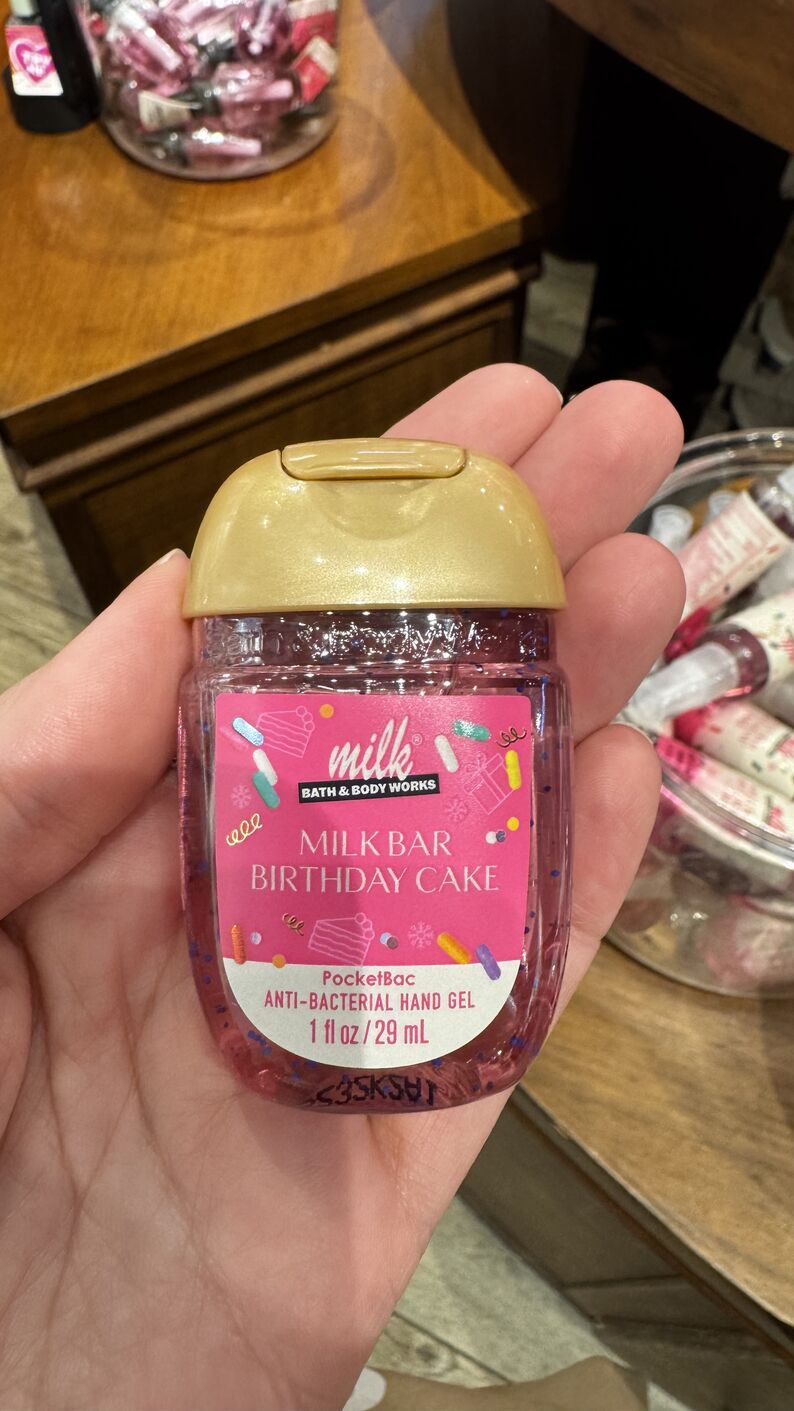 milk®
BATH & BODY WORKS
MILK BAR
BIRTHDAY CAKE
PocketBac
ANTI-BACTERIAL HAND GEL
1 fl oz / 29 mL